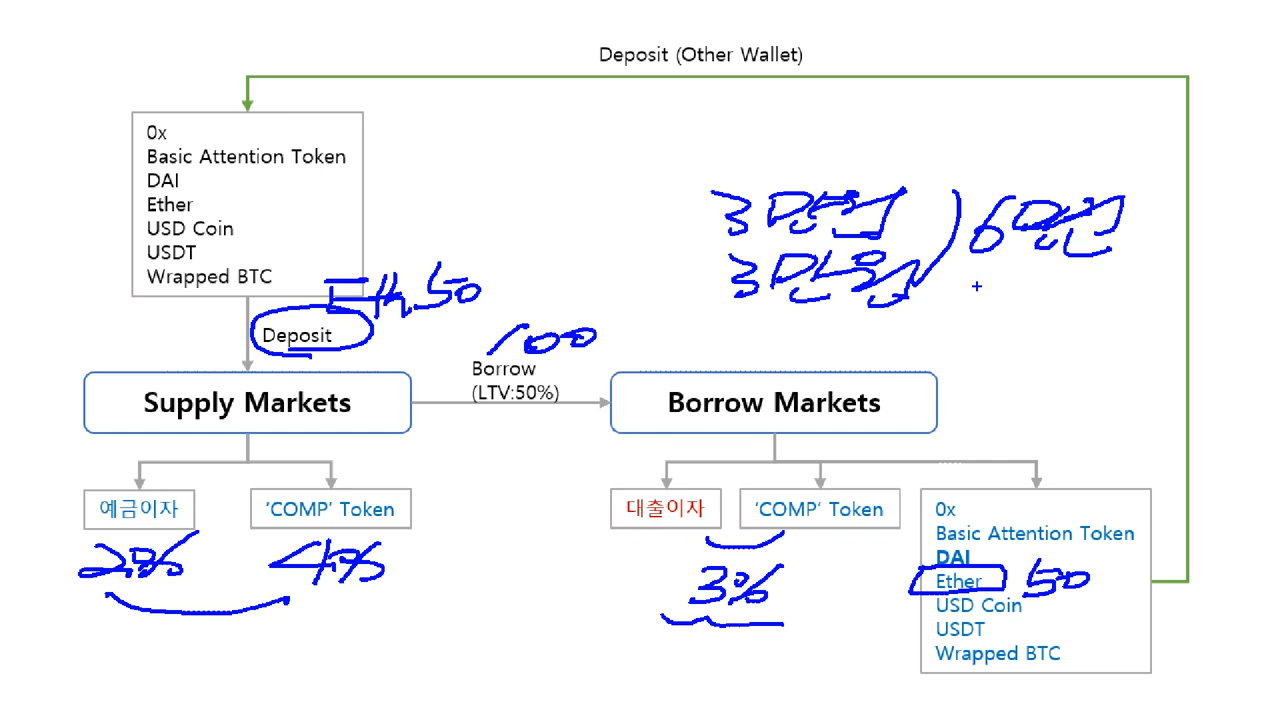 Deposit (Other Wallet)
0x
Basic Attention Token
DAI
Ether
USD Coin
USDT
Wrapped BTC
50
Deposit
3만원
3만원
6만원
100
Borrow
(LTV:50%)
Supply Markets
Borrow Markets
예금이자
'COMP' Token
2%
4%
대출이자
'COMP' Token
3%
0x
Basic Attention Token
DAI
Ether 50
USD Coin
USDT
Wrapped BTC